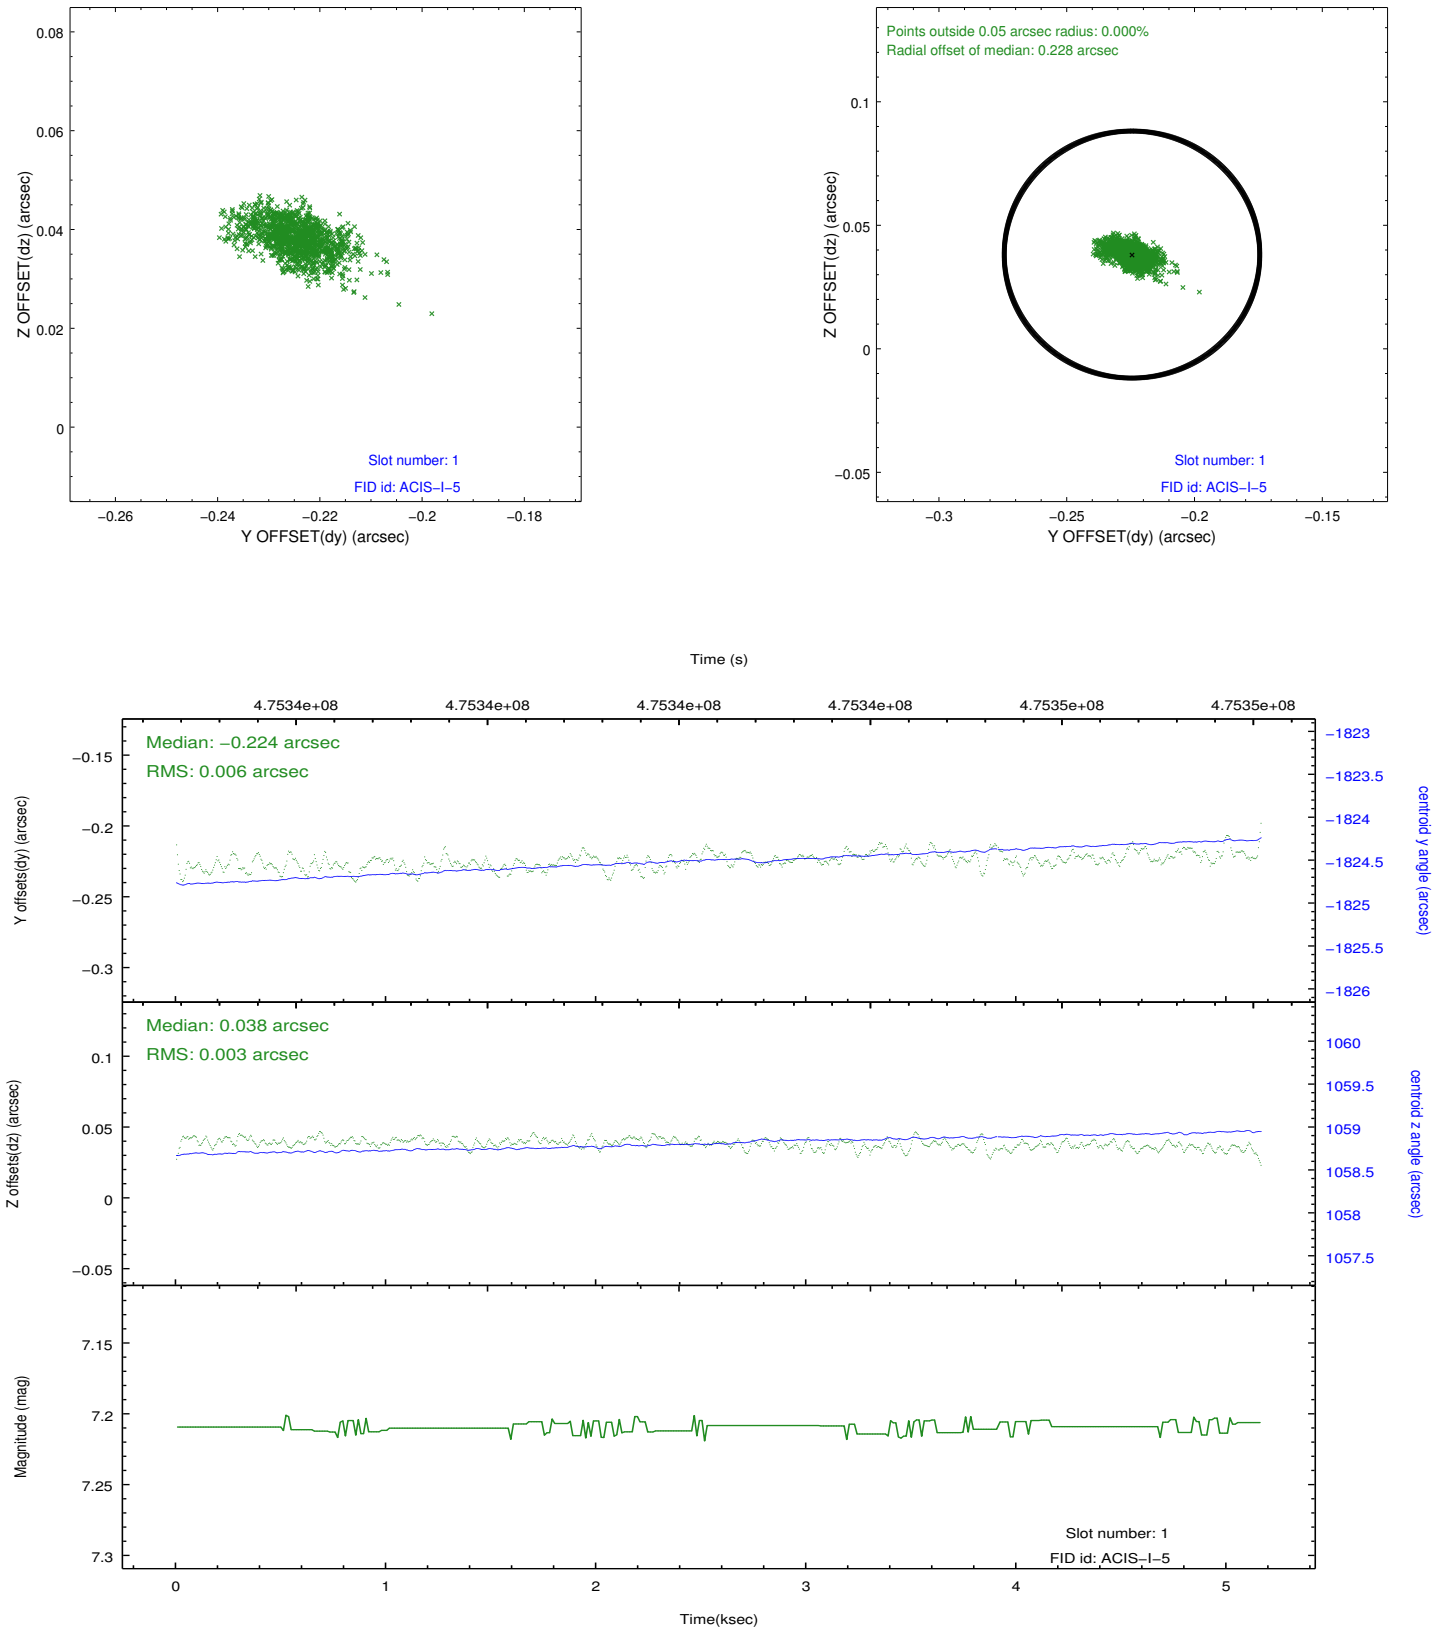 0.08
0.06
0.04
0.02
0
Z OFFSET(dz) (arcsec)
−0.26
−0.24
−0.22
−0.2
−0.18
Y OFFSET(dy) (arcsec)
Slot number: 1
FID id: ACIS−I−5
Points outside 0.05 arcsec radius: 0.000%
Radial offset of median: 0.228 arcsec
0.1
0.05
0
−0.05
Z OFFSET(dz) (arcsec)
Slot number: 1
FID id: ACIS−I−5
−0.3
−0.25
−0.2
−0.15
Y OFFSET(dy) (arcsec)
Time (s)
4.7534e+08
4.7534e+08
4.7534e+08
4.7534e+08
4.7535e+08
4.7535e+08
Median: −0.224 arcsec
RMS: 0.006 arcsec
−0.15
−0.2
−0.25
−0.3
Y offsets(dy) (arcsec)
−1823
−1823.5
−1824
−1824.5
−1825
−1825.5
−1826
centroid y angle (arcsec)
Median: 0.038 arcsec
RMS: 0.003 arcsec
0.1
0.05
0
−0.05
Z offsets(dz) (arcsec)
1060
1059.5
1059
1058.5
1058
1057.5
centroid z angle (arcsec)
7.15
7.2
7.25
7.3
Magnitude (mag)
Slot number: 1
FID id: ACIS−I−5
0
1
2
3
4
5
Time(ksec)